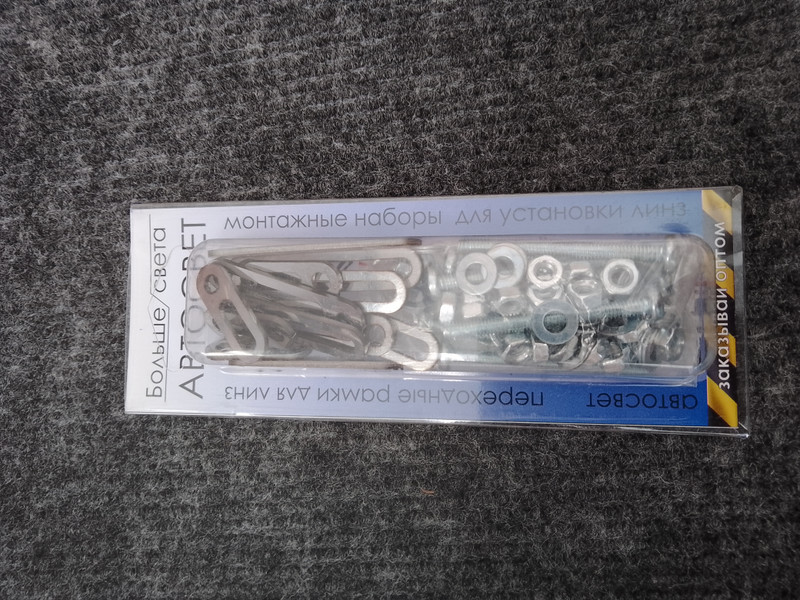 монтажные наборы для установки линз
Больше/света
АВТОСВЕТ
заказывай оптом
автосвет переходные рамки для линз